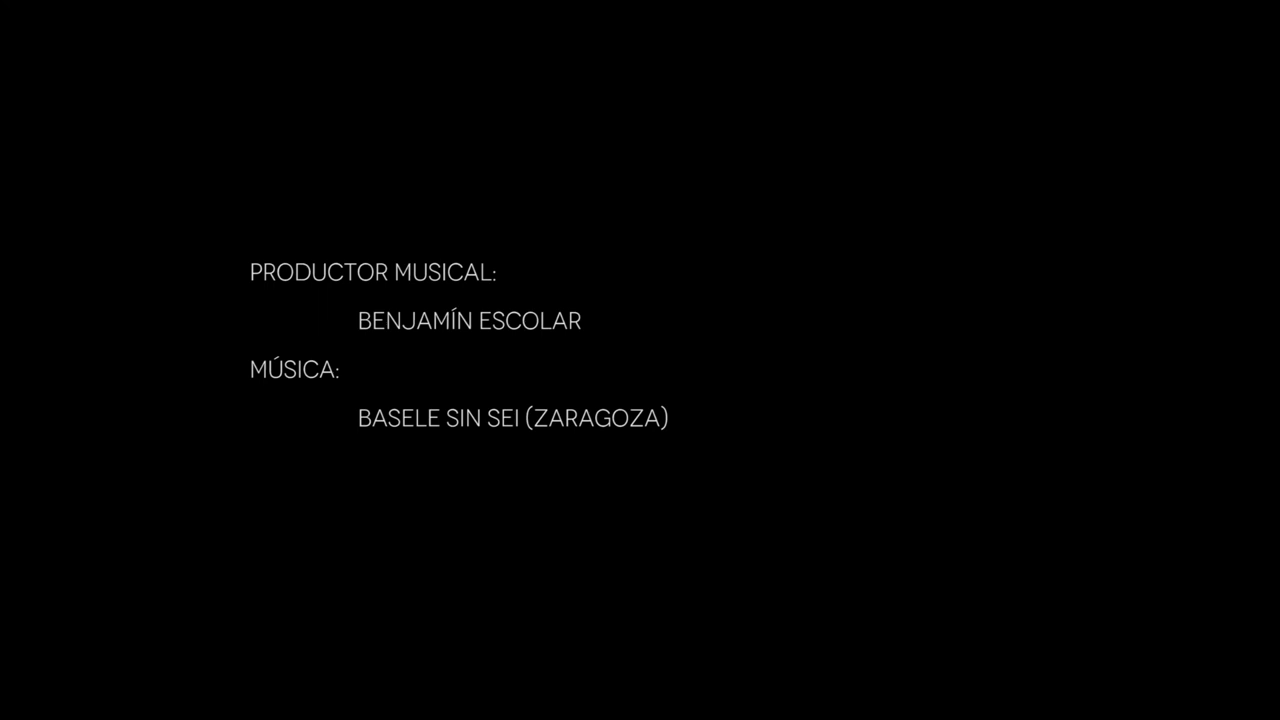 PRODUCTOR MUSICAL:
BENJAMÍN ESCOLAR
MÚSICA:
BASELE SIN SEI (ZARAGOZA)